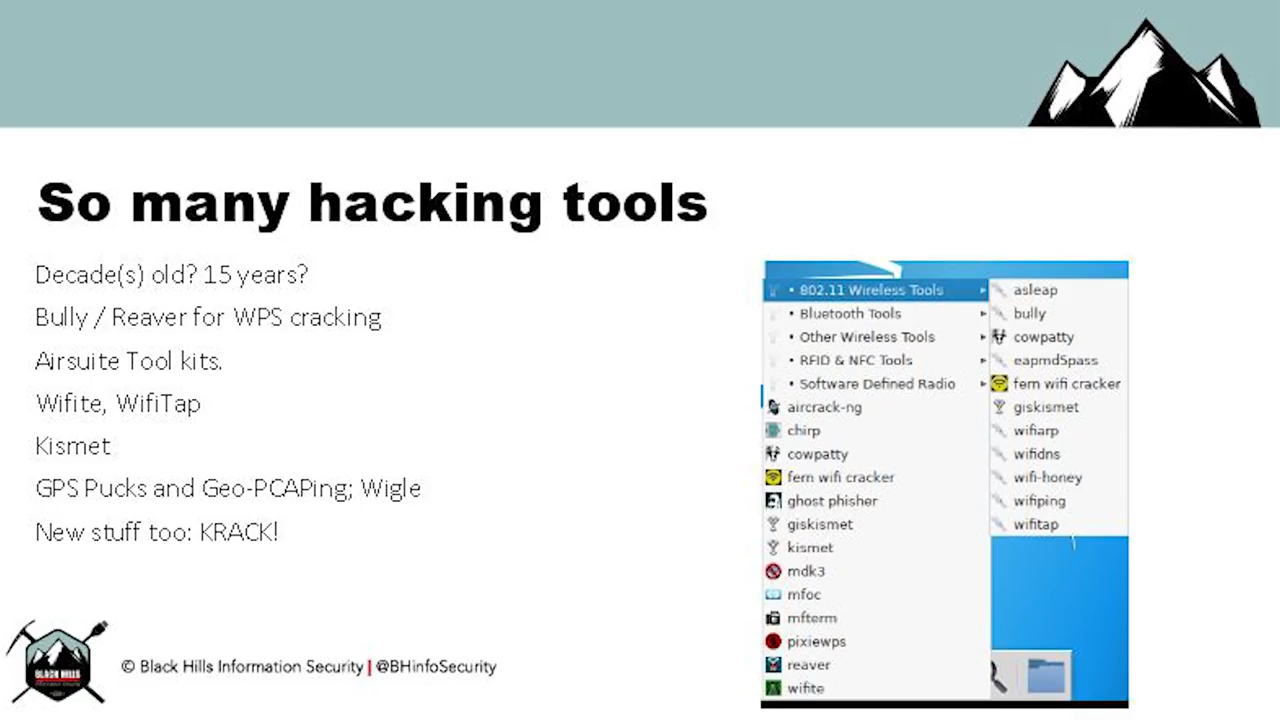 So many hacking tools
Decade(s) old? 15 years?
Bully / Reaver for WPS cracking
Airsuite Tool kits.
Wifite, WifiTap
Kismet
GPS Pucks and Geo-PCAPing; Wigle
New stuff too: KRACK!
• 802.11 Wireless Tools
• Bluetooth Tools
• Other Wireless Tools
• RFID & NFC Tools
• Software Defined Radio
aircrack-ng
chirp
cowpatty
fern wifi cracker
ghost phisher
giskismet
kismet
mdk3
mfoc
mfterm
pixiewps
reaver
wifite
asleap
bully
cowpatty
eapmd5pass
fern wifi cracker
giskismet
wifiarp
wifidns
wifi-honey
wifiping
wifitap
BLACK HILLS
© Black Hills Information Security | @BHinfoSecurity